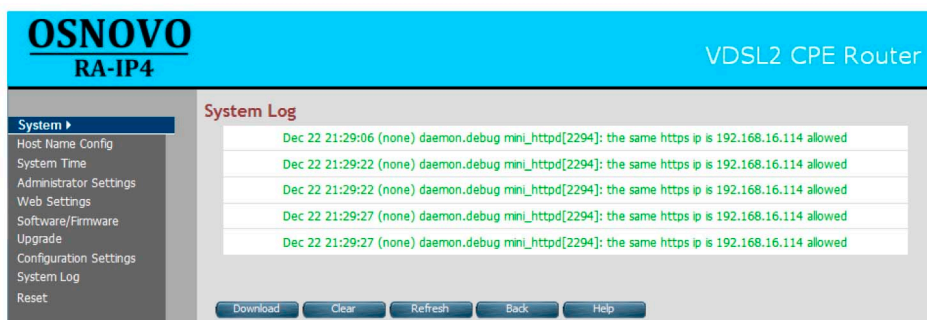 OSNOVO
RA-IP4
VDSL2 CPE Router
System
Host Name Config
System Time
Administrator Settings
Web Settings
Software/Firmware
Upgrade
Configuration Settings
System Log
Reset
System Log
Dec 22 21:29:06 (none) daemon.debug mini_httpd[2294]: the same https ip is 192.168.16.114 allowed
Dec 22 21:29:22 (none) daemon.debug mini_httpd[2294]: the same https ip is 192.168.16.114 allowed
Dec 22 21:29:22 (none) daemon.debug mini_httpd[2294]: the same https ip is 192.168.16.114 allowed
Dec 22 21:29:27 (none) daemon.debug mini_httpd[2294]: the same https ip is 192.168.16.114 allowed
Dec 22 21:29:27 (none) daemon.debug mini_httpd[2294]: the same https ip is 192.168.16.114 allowed
Download Clear Refresh Back Help